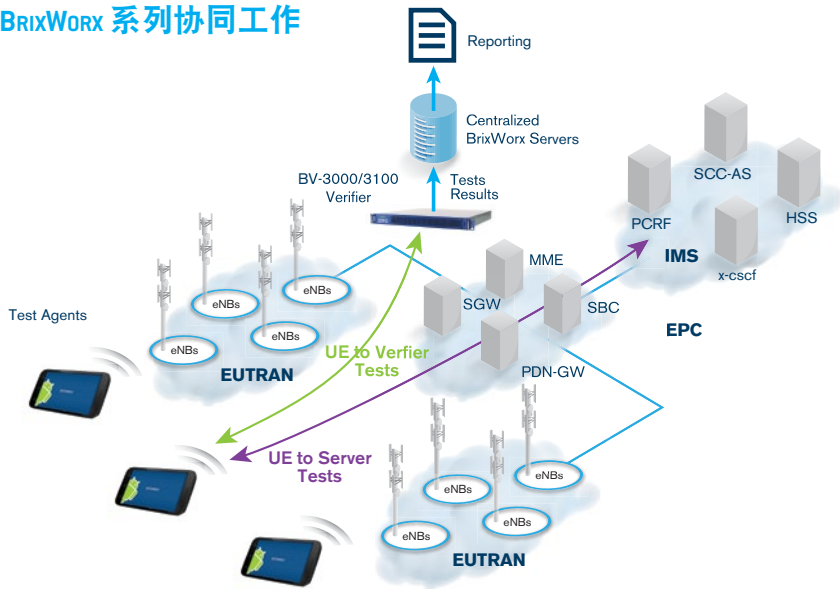 BRIXWORX 系列协同工作
Reporting
Centralized
BrixWorx Servers
BV-3000/3100
Verifier
Tests
Results
SCC-AS
PCRF
HSS
x-cscf
IMS
MME
SGW
SBC
EPC
PDN-GW
eNBs
eNBs
eNBs
eNBs
EUTRAN
Test Agents
UE to Verfier
Tests
UE to Server
Tests
eNBs
eNBs
eNBs
eNBs
EUTRAN